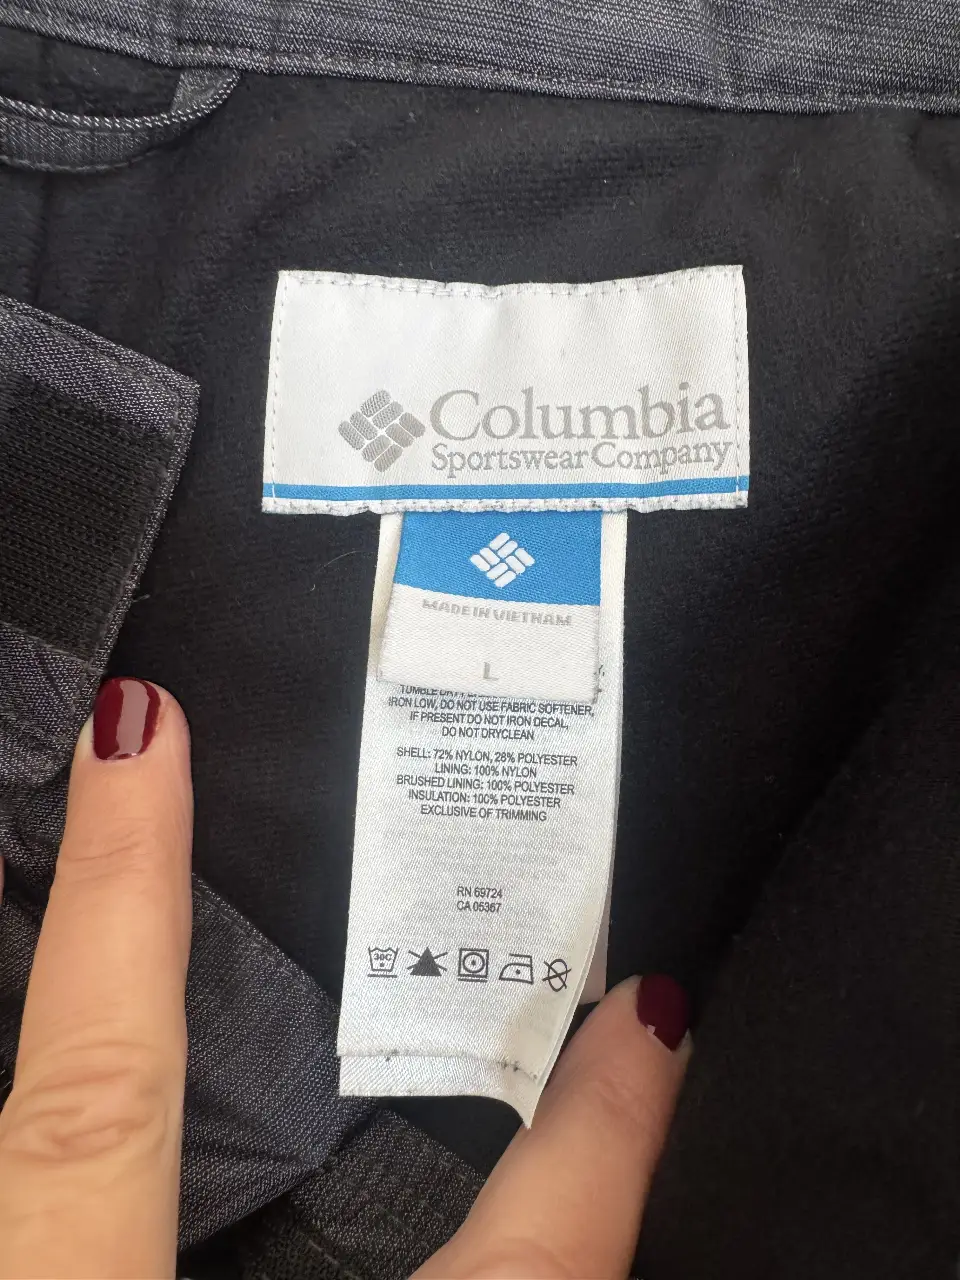 Columbia
Sportswear Company
MADE IN VIETNAM
L
IRON LOW, DO NOT USE FABRIC SOFTENER,
IF PRESENT DO NOT IRON DECAL,
DO NOT DRYCLEAN
SHELL: 72% NYLON, 28% POLYESTER
LINING: 100% NYLON
BRUSHED LINING: 100% POLYESTER
INSULATION: 100% POLYESTER
EXCLUSIVE OF TRIMMING
RN 69724
CA 05367
30C